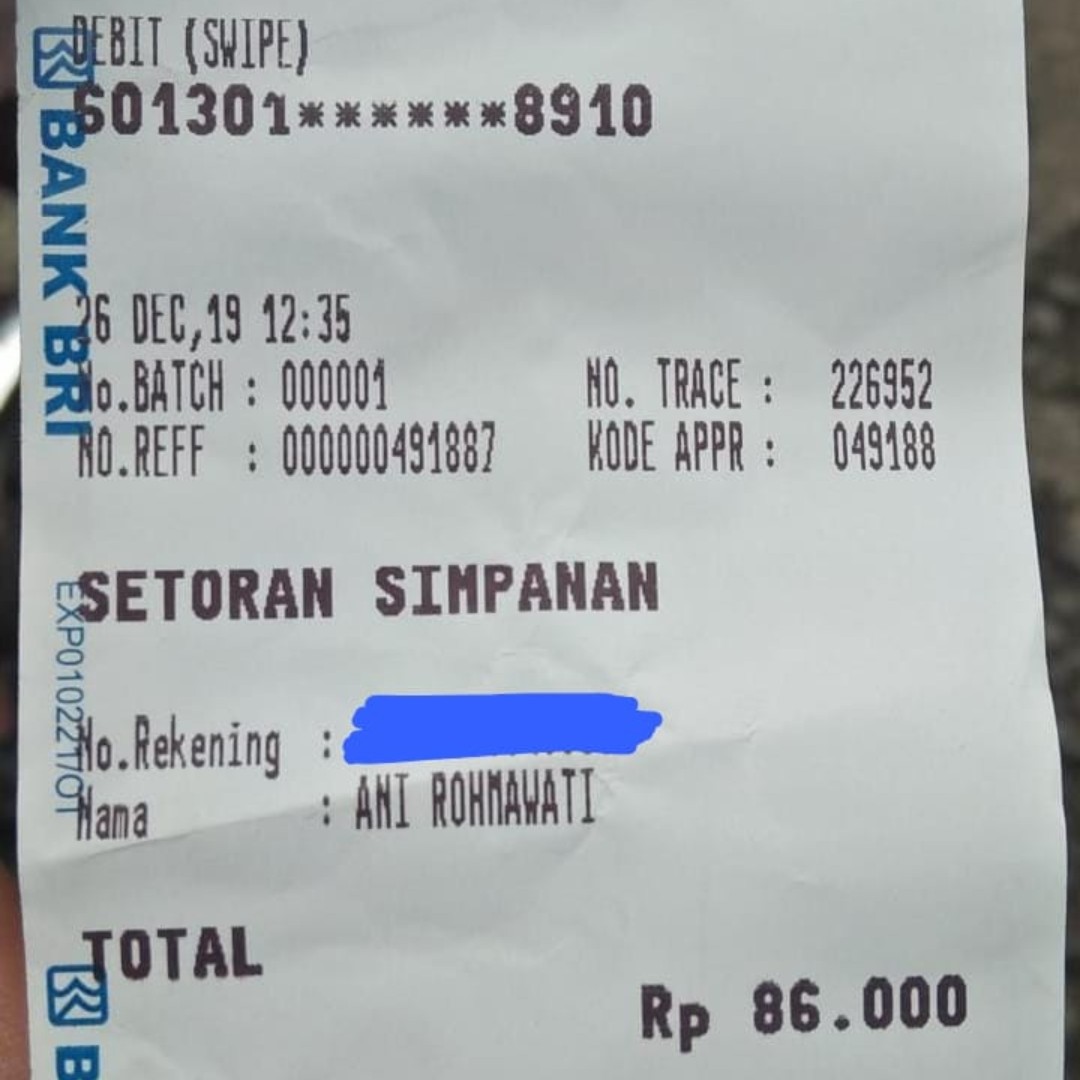 DEBIT (SWIPE)
601301******8910
BANK BRI
26 DEC,19 12:35
No.BATCH : 000001 NO. TRACE : 226952
NO.REFF : 000000491887 KODE APPR : 049188
SETORAN SIMPANAN
No.Rekening :
Nama : ANI ROHMAWATI
TOTAL
Rp 86.000
B